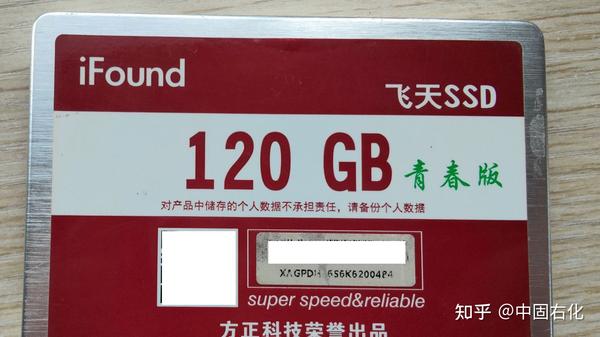 iFound
飞天SSD
120 GB 青春版
对产品中储存的个人数据不承担责任，请备份个人数据
super speed&reliable
方正科技荣誉出品
知乎 @中固右化